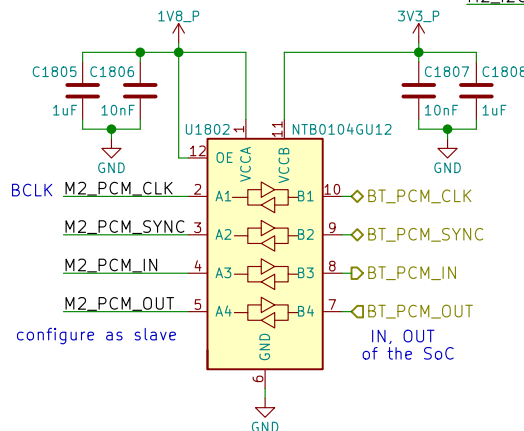 1V8_P
3V3_P
C1805
C1806
C1807
C1808
1uF
10nF
10nF
1uF
GND
GND
U1802
NTB0104GU12
1
11
VCCA
VCCB
12
OE
BCLK
M2_PCM_CLK
2
A1
B1
10
BT_PCM_CLK
M2_PCM_SYNC
3
A2
B2
9
BT_PCM_SYNC
M2_PCM_IN
4
A3
B3
8
BT_PCM_IN
M2_PCM_OUT
5
A4
B4
7
BT_PCM_OUT
configure as slave
IN, OUT
of the SoC
GND
6
GND